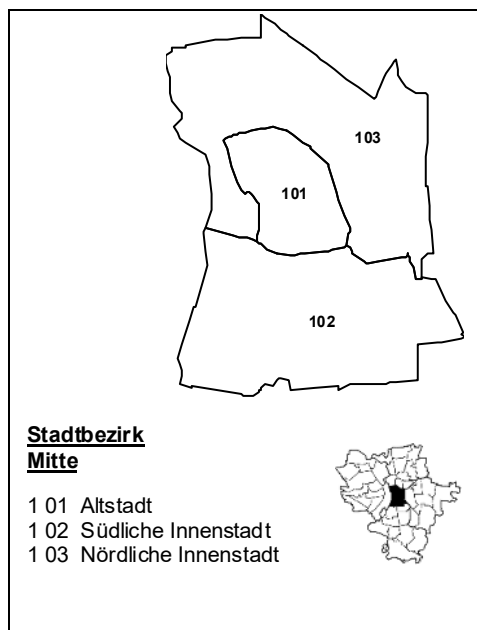 103
101
102
Stadtbezirk
Mitte
1 01 Altstadt
1 02 Südliche Innenstadt
1 03 Nördliche Innenstadt